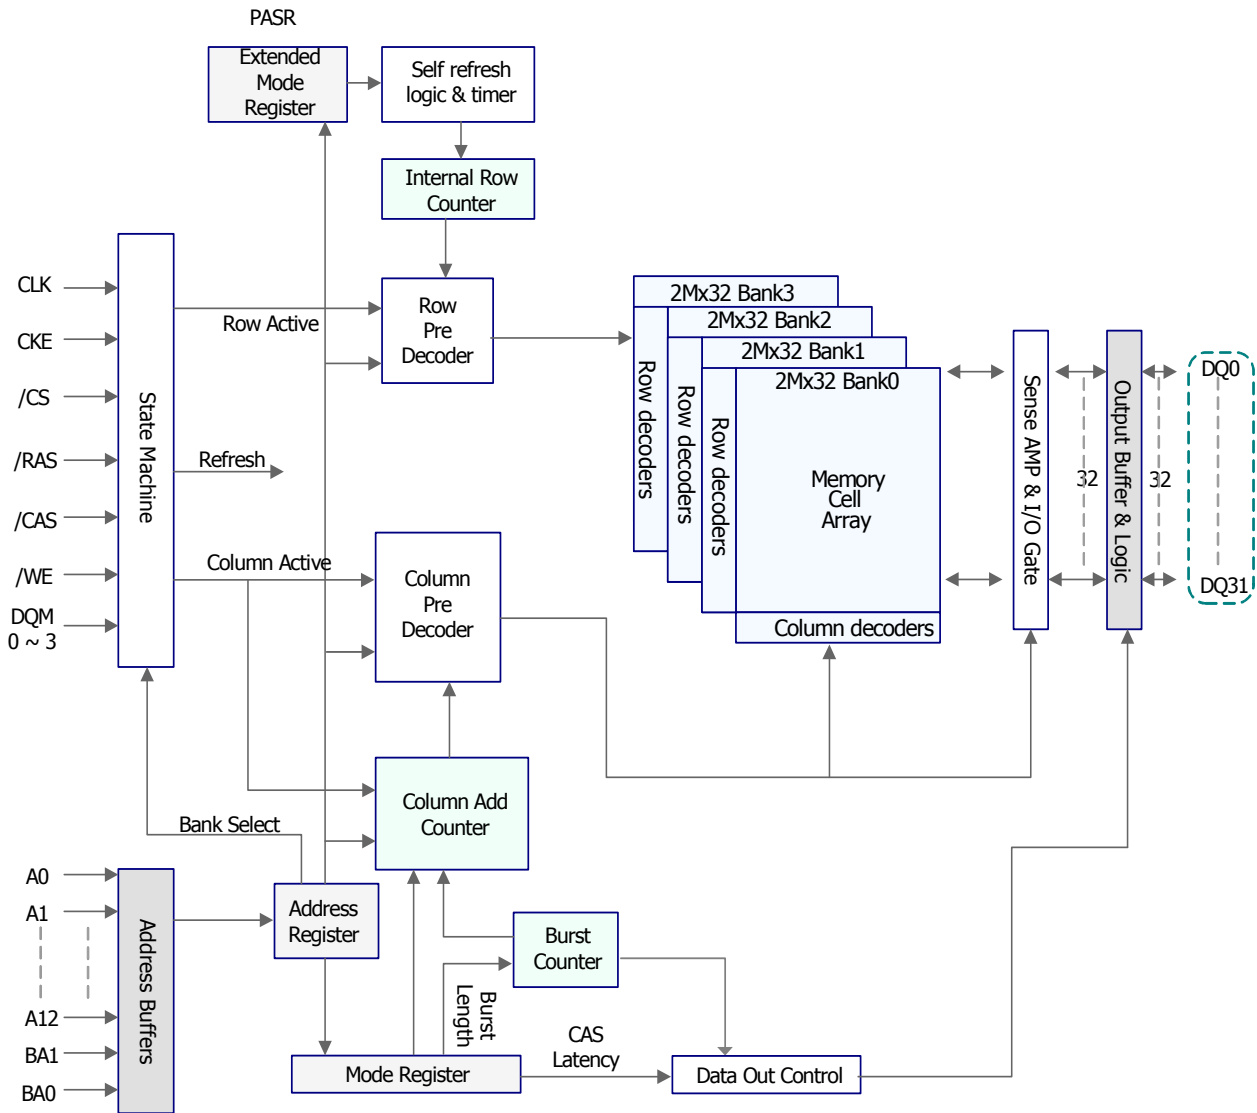 PASR
Extended
Mode
Register
Self refresh
logic & timer
Internal Row
Counter
CLK
CKE
/CS
/RAS
/CAS
/WE
DQM
0 ~ 3
State Machine
Row Active
Refresh
Column Active
Row
Pre
Decoder
Column
Pre
Decoder
2Mx32 Bank3
2Mx32 Bank2
2Mx32 Bank1
2Mx32 Bank0
Row decoders
Row decoders
Row decoders
Memory
Cell
Array
Column decoders
Sense AMP & I/O Gate
32
Output Buffer & Logic
32
DQ0
DQ31
Column Add
Counter
Bank Select
A0
A1
A12
BA1
BA0
Address Buffers
Address
Register
Burst
Counter
Burst
Length
CAS
Latency
Mode Register
Data Out Control